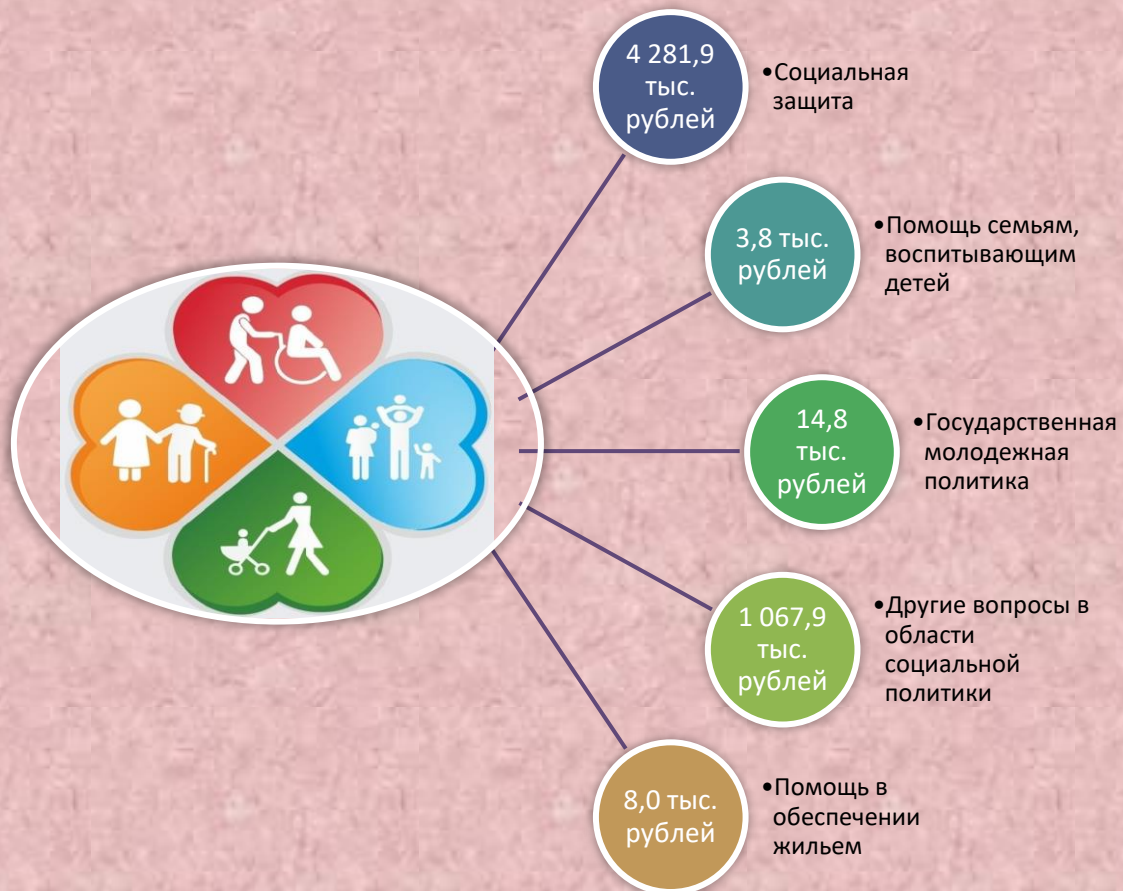 4 281,9
тыс.
рублей
•Социальная
защита
3,8 тыс.
рублей
•Помощь семьям,
воспитывающим
детей
14,8
тыс.
рублей
•Государственная
молодежная
политика
1 067,9
тыс.
рублей
•Другие вопросы в
области
социальной
политики
8,0 тыс.
рублей
•Помощь в
обеспечении
жильем